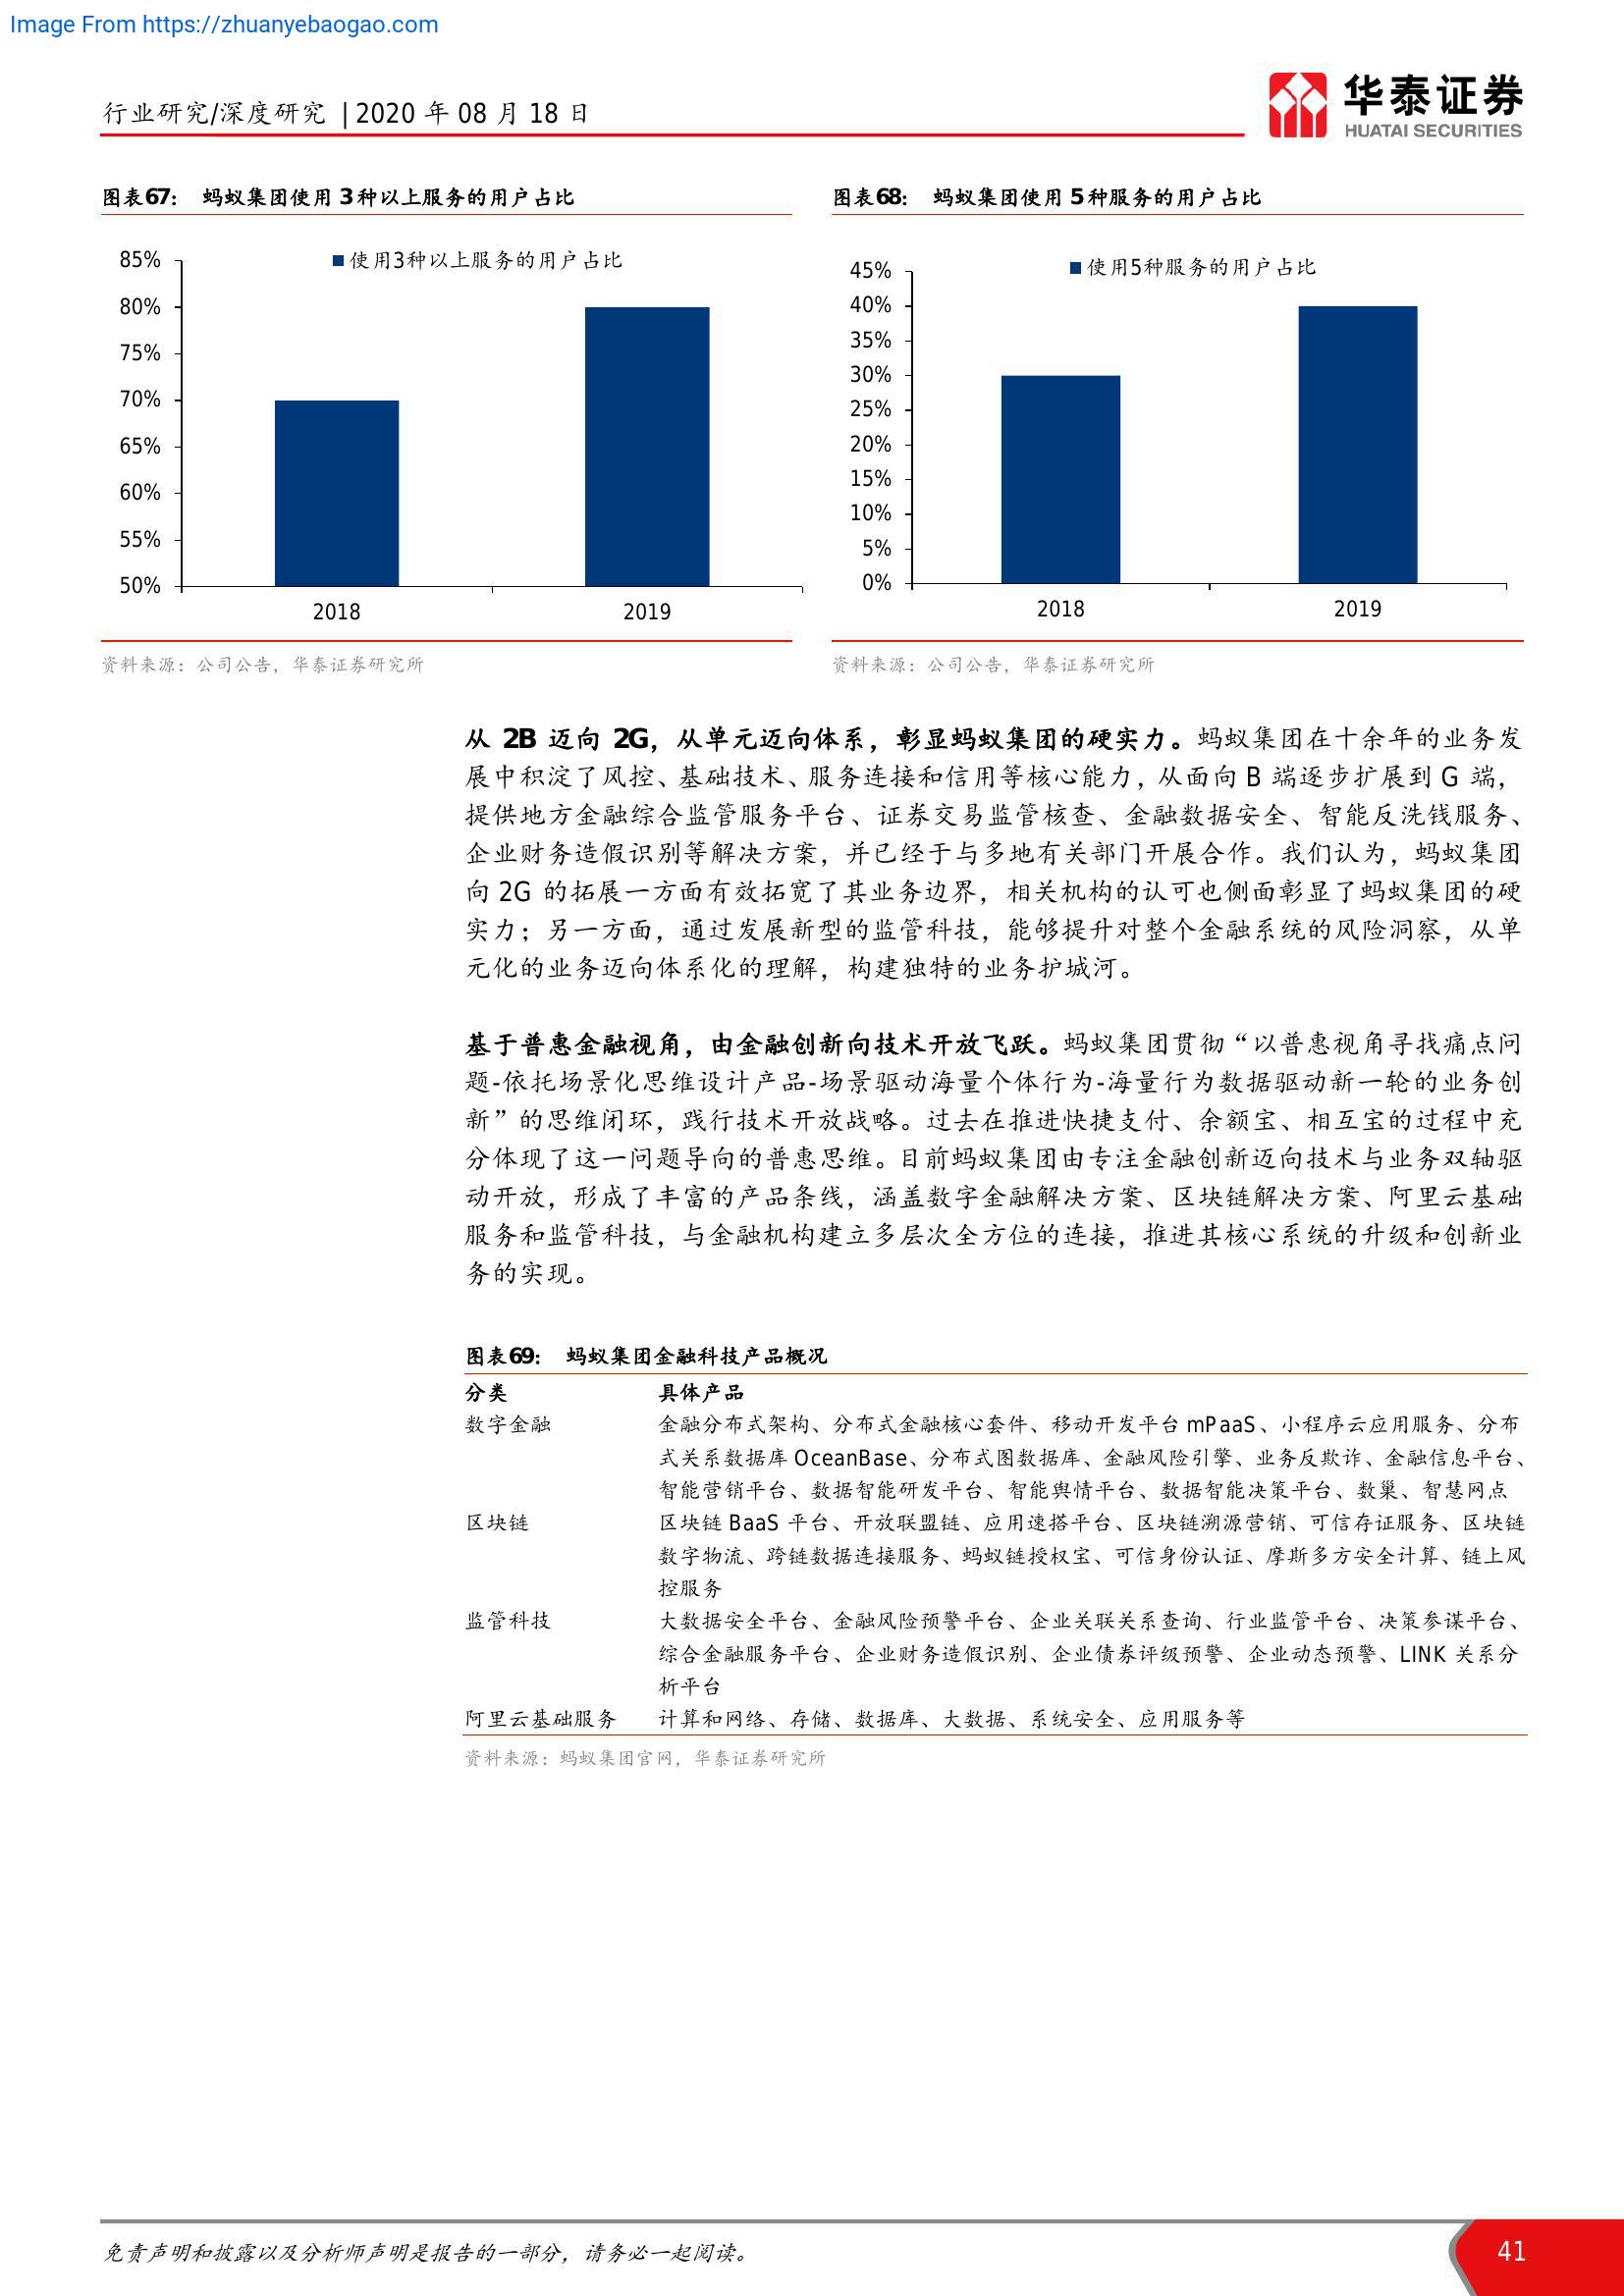 Image From https://zhuanyebaogao.com
行业研究/深度研究 | 2020 年 08 月 18 日
华泰证券
HUATAI SECURITIES
图表67： 蚂蚁集团使用 3 种以上服务的用户占比
使用3种以上服务的用户占比
85%
80%
75%
70%
65%
60%
55%
50%
2018 2019
资料来源：公司公告，华泰证券研究所
图表68： 蚂蚁集团使用 5 种服务的用户占比
使用5种服务的用户占比
45%
40%
35%
30%
25%
20%
15%
10%
5%
0%
2018 2019
资料来源：公司公告，华泰证券研究所
从 2B 迈向 2G，从单元迈向体系，彰显蚂蚁集团的硬实力。蚂蚁集团在十余年的业务发
展中积淀了风控、基础技术、服务连接和信用等核心能力，从面向 B 端逐步扩展到 G 端，
提供地方金融综合监管服务平台、证券交易监管核查、金融数据安全、智能反洗钱服务、
企业财务造假识别等解决方案，并已经于与多地有关部门开展合作。我们认为，蚂蚁集团
向 2G 的拓展一方面有效拓宽了其业务边界，相关机构的认可也侧面彰显了蚂蚁集团的硬
实力；另一方面，通过发展新型的监管科技，能够提升对整个金融系统的风险洞察，从单
元化的业务迈向体系化的理解，构建独特的业务护城河。
基于普惠金融视角，由金融创新向技术开放飞跃。蚂蚁集团贯彻“以普惠视角寻找痛点问
题-依托场景化思维设计产品-场景驱动海量个体行为-海量行为数据驱动新一轮的业务创
新”的思维闭环，践行技术开放战略。过去在推进快捷支付、余额宝、相互宝的过程中充
分体现了这一问题导向的普惠思维。目前蚂蚁集团由专注金融创新迈向技术与业务双轴驱
动开放，形成了丰富的产品条线，涵盖数字金融解决方案、区块链解决方案、阿里云基础
服务和监管科技，与金融机构建立多层次全方位的连接，推进其核心系统的升级和创新业
务的实现。
图表69： 蚂蚁集团金融科技产品概况
分类 具体产品
数字金融 金融分布式架构、分布式金融核心套件、移动开发平台 mPaaS、小程序云应用服务、分布
式关系数据库 OceanBase、分布式图数据库、金融风险引擎、业务反欺诈、金融信息平台、
智能营销平台、数据智能研发平台、智能舆情平台、数据智能决策平台、数巢、智慧网点
区块链 区块链 BaaS 平台、开放联盟链、应用速搭平台、区块链溯源营销、可信存证服务、区块链
数字物流、跨链数据连接服务、蚂蚁链授权宝、可信身份认证、摩斯多方安全计算、链上风
控服务
监管科技 大数据安全平台、金融风险预警平台、企业关联关系查询、行业监管平台、决策参谋平台、
综合金融服务平台、企业财务造假识别、企业债券评级预警、企业动态预警、LINK 关系分
析平台
阿里云基础服务 计算和网络、存储、数据库、大数据、系统安全、应用服务等
资料来源：蚂蚁集团官网，华泰证券研究所
免责声明和披露以及分析师声明是报告的一部分，请务必一起阅读。
41